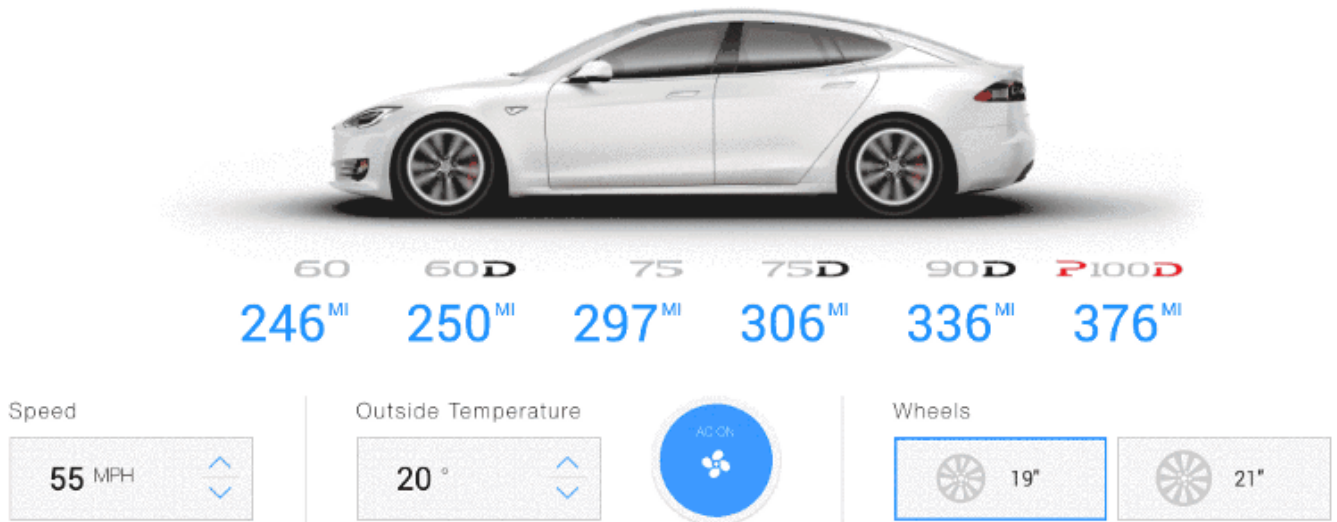 60 60D 75 75D 90D P100D
246MI 250MI 297MI 306MI 336MI 376MI
Speed
Outside Temperature
Wheels
55 MPH
20 °
AC ON
19"
21"